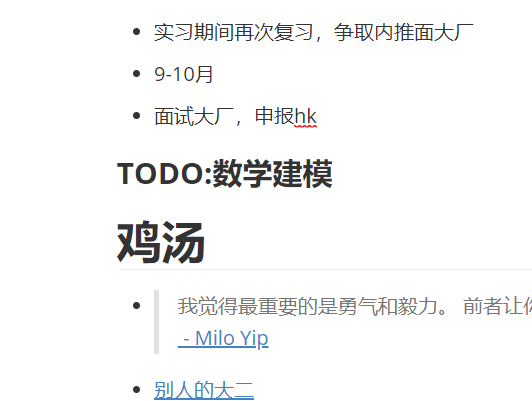 实习期间再次复习，争取内推面大厂
9-10月
面试大厂，申报hk
TODO:数学建模
鸡汤
我觉得最重要的是勇气和毅力。 前者让
- Milo Yip
别人的大二